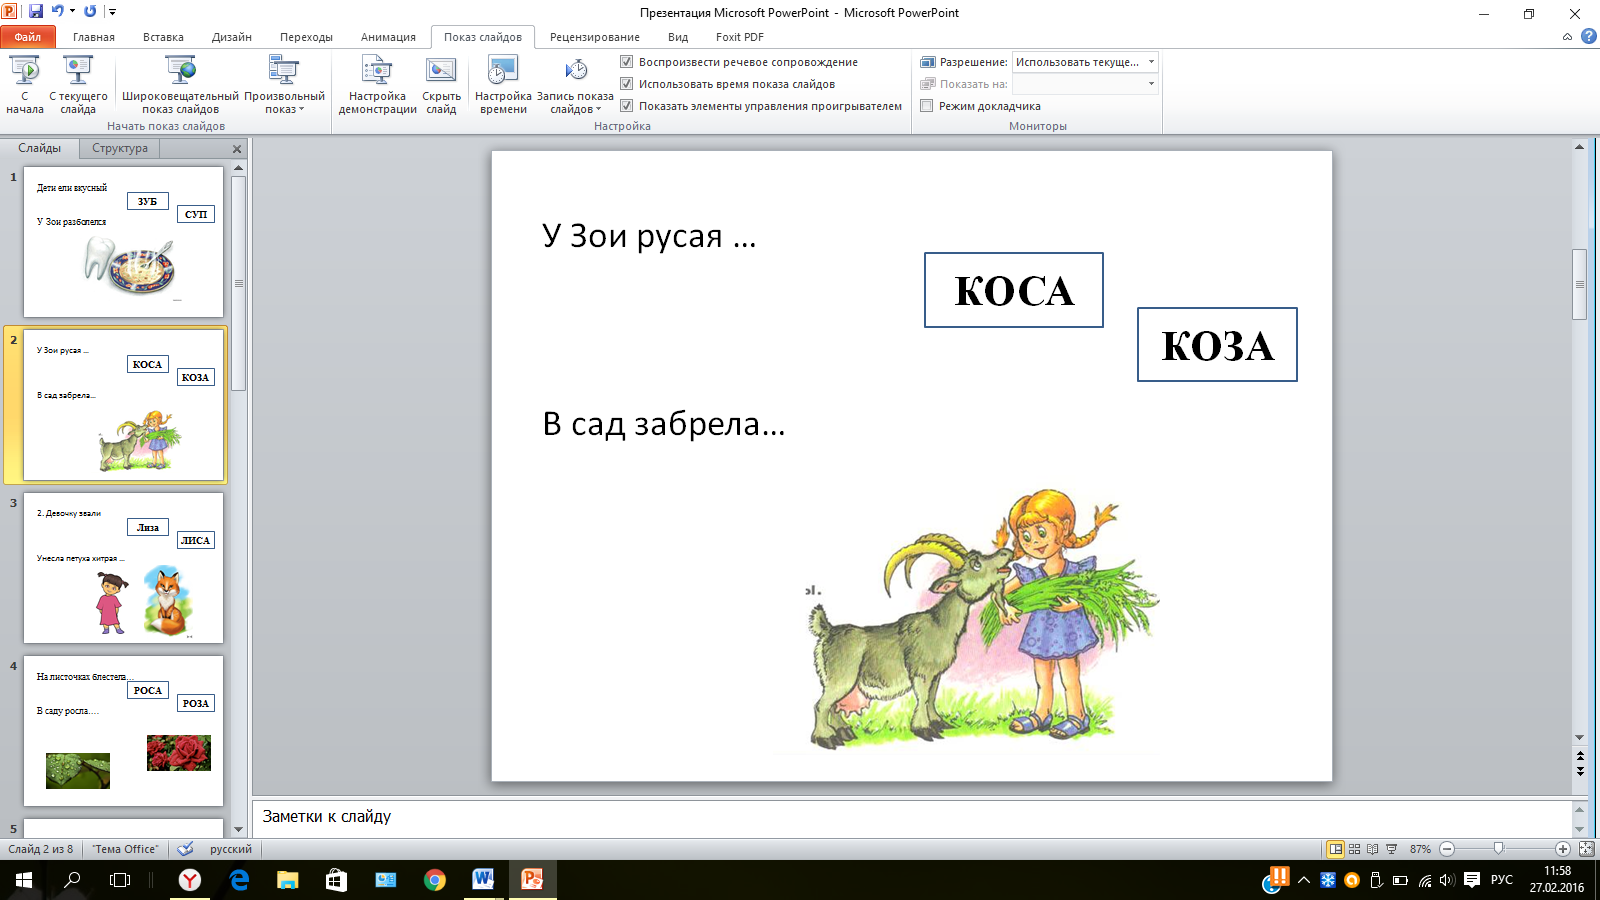 Презентация Microsoft PowerPoint - Microsoft PowerPoint
Файл Главная Вставка Дизайн Переходы Анимация Показ слайдов Рецензирование Вид Foxit PDF
С начала
С текущего слайда
Широковещательный показ слайдов
Произвольный показ
Начать показ слайдов
Настройка демонстрации
Скрыть слайд
Настройка времени
Запись показа слайдов
Воспроизвести речевое сопровождение
Использовать время показа слайдов
Показать элементы управления проигрывателем
Настройка
Разрешение: Использовать текуще...
Показать на:
Режим докладчика
Мониторы
Слайды Структура
1
Дети ели вкусный
ЗУБ
СУП
У Зои разболелся
2
У Зои русая ...
КОСА
КОЗА
В сад забрела...
3
2. Девочку звали
Лиза
ЛИСА
Унесла петуха хитрая ...
4
На листочках блестела...
РОСА
РОЗА
В саду росла....
5
У Зои русая ...
КОСА
КОЗА
В сад забрела...
ы.
Заметки к слайду
Слайд 2 из 8 "Тема Office" русский 87%
РУС 11:58
27.02.2016